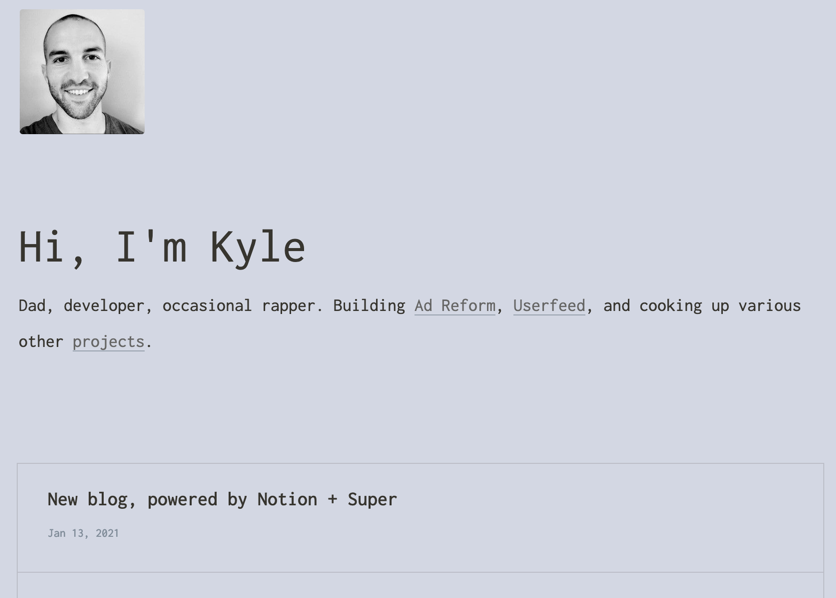 Hi, I'm Kyle
Dad, developer, occasional rapper. Building Ad Reform, Userfeed, and cooking up various
other projects.
New blog, powered by Notion + Super
Jan 13, 2021